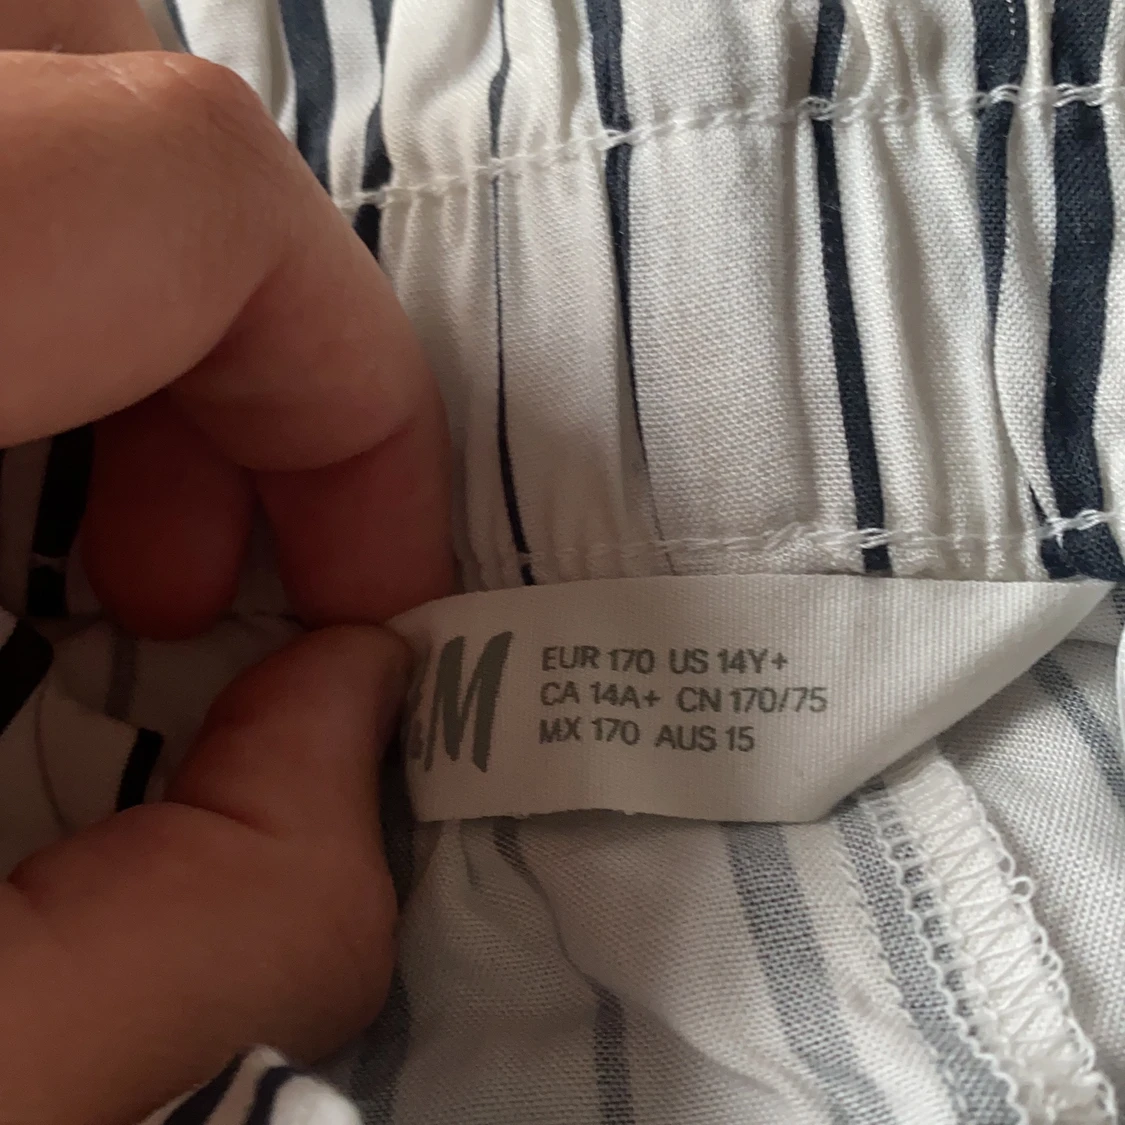 &M
EUR 170 US 14Y+
CA 14A+ CN 170/75
MX 170 AUS 15